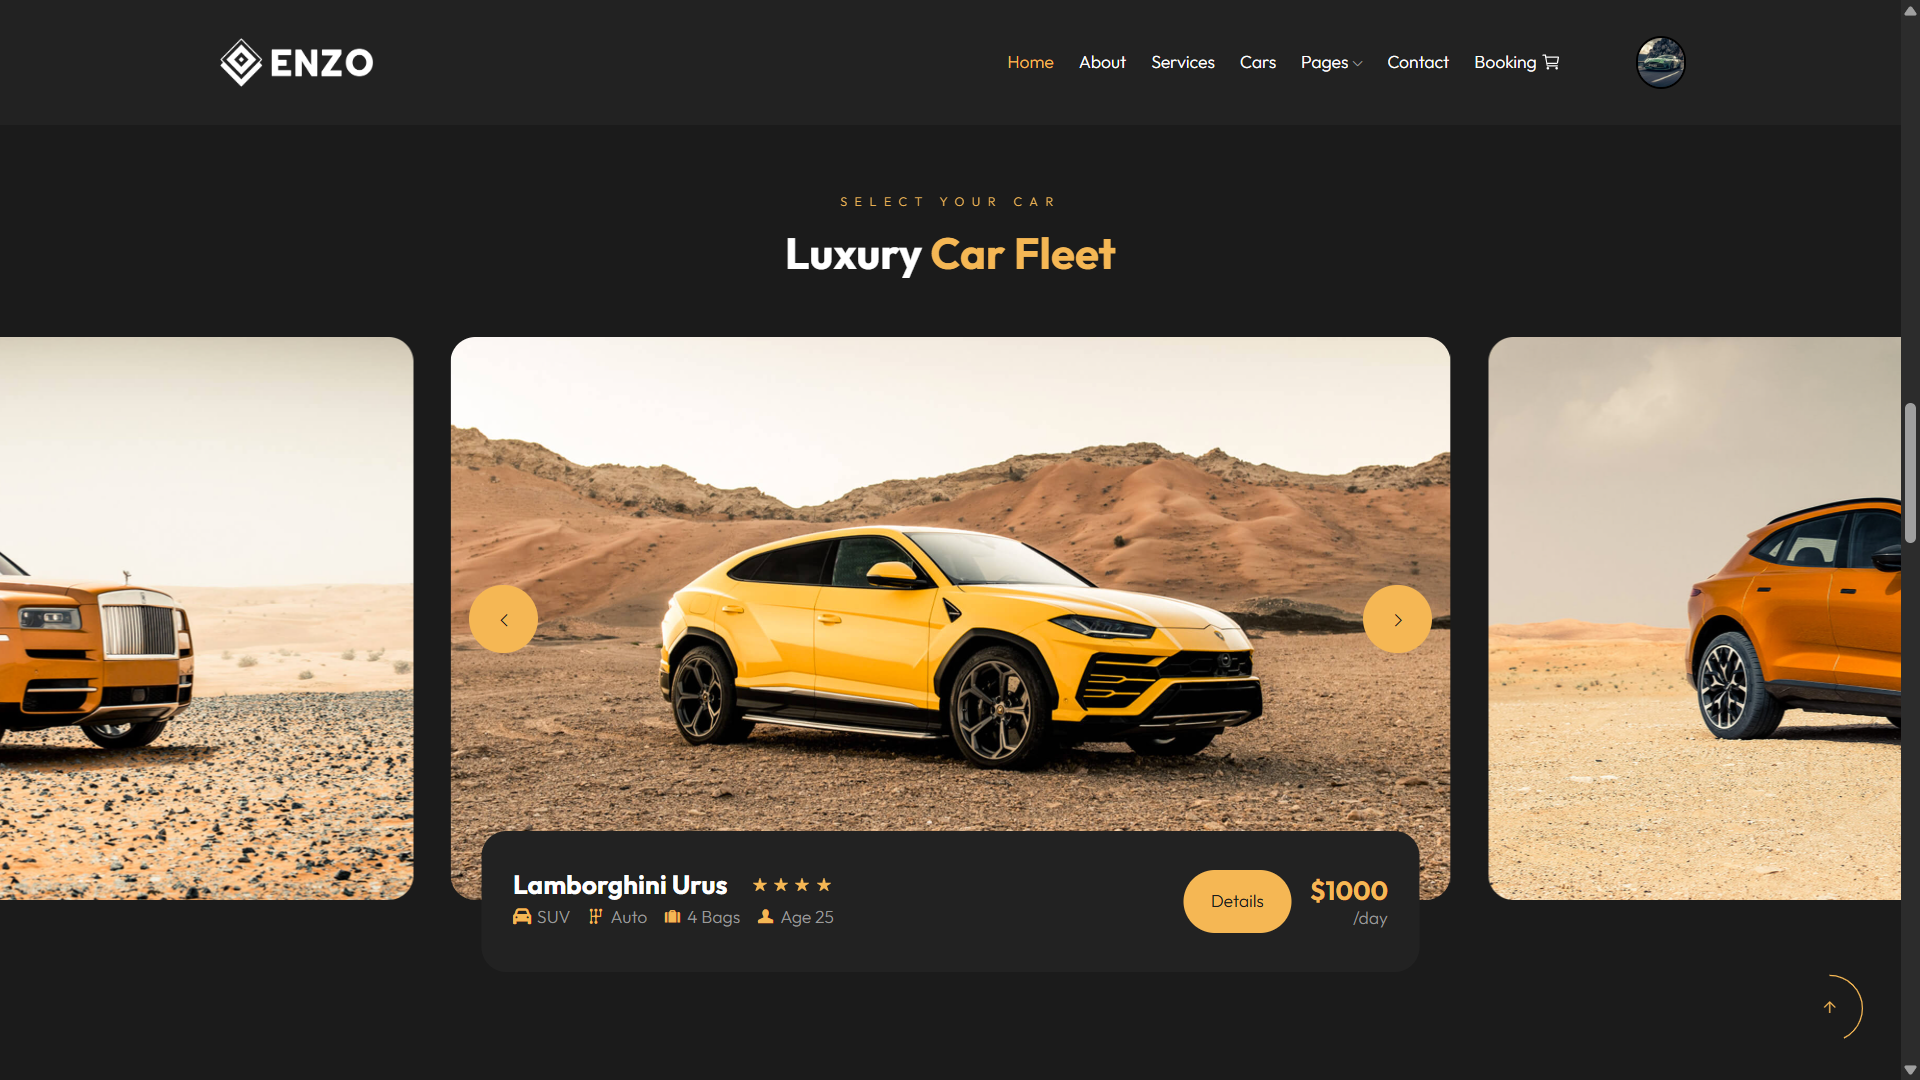 ENZO
Home About Services Cars Pages Contact Booking
SELECT YOUR CAR
Luxury Car Fleet
Lamborghini Urus
SUV Auto 4 Bags Age 25
Details
$1000
/day